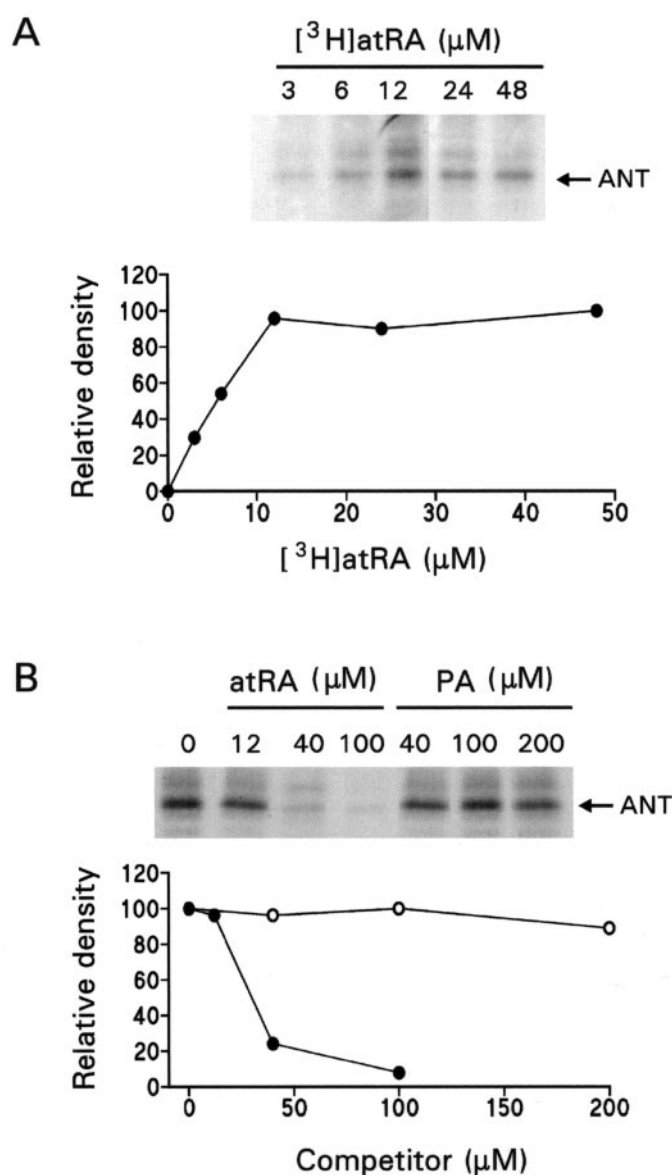 A
[³H]atRA (μM)
3 6 12 24 48
ANT
120
100
80
60
40
20
0
Relative density
0 10 20 30 40 50
[³H]atRA (μM)
B
atRA (μM) PA (μM)
0 12 40 100 40 100 200
ANT
120
100
80
60
40
20
0
Relative density
0 50 100 150 200
Competitor (μM)